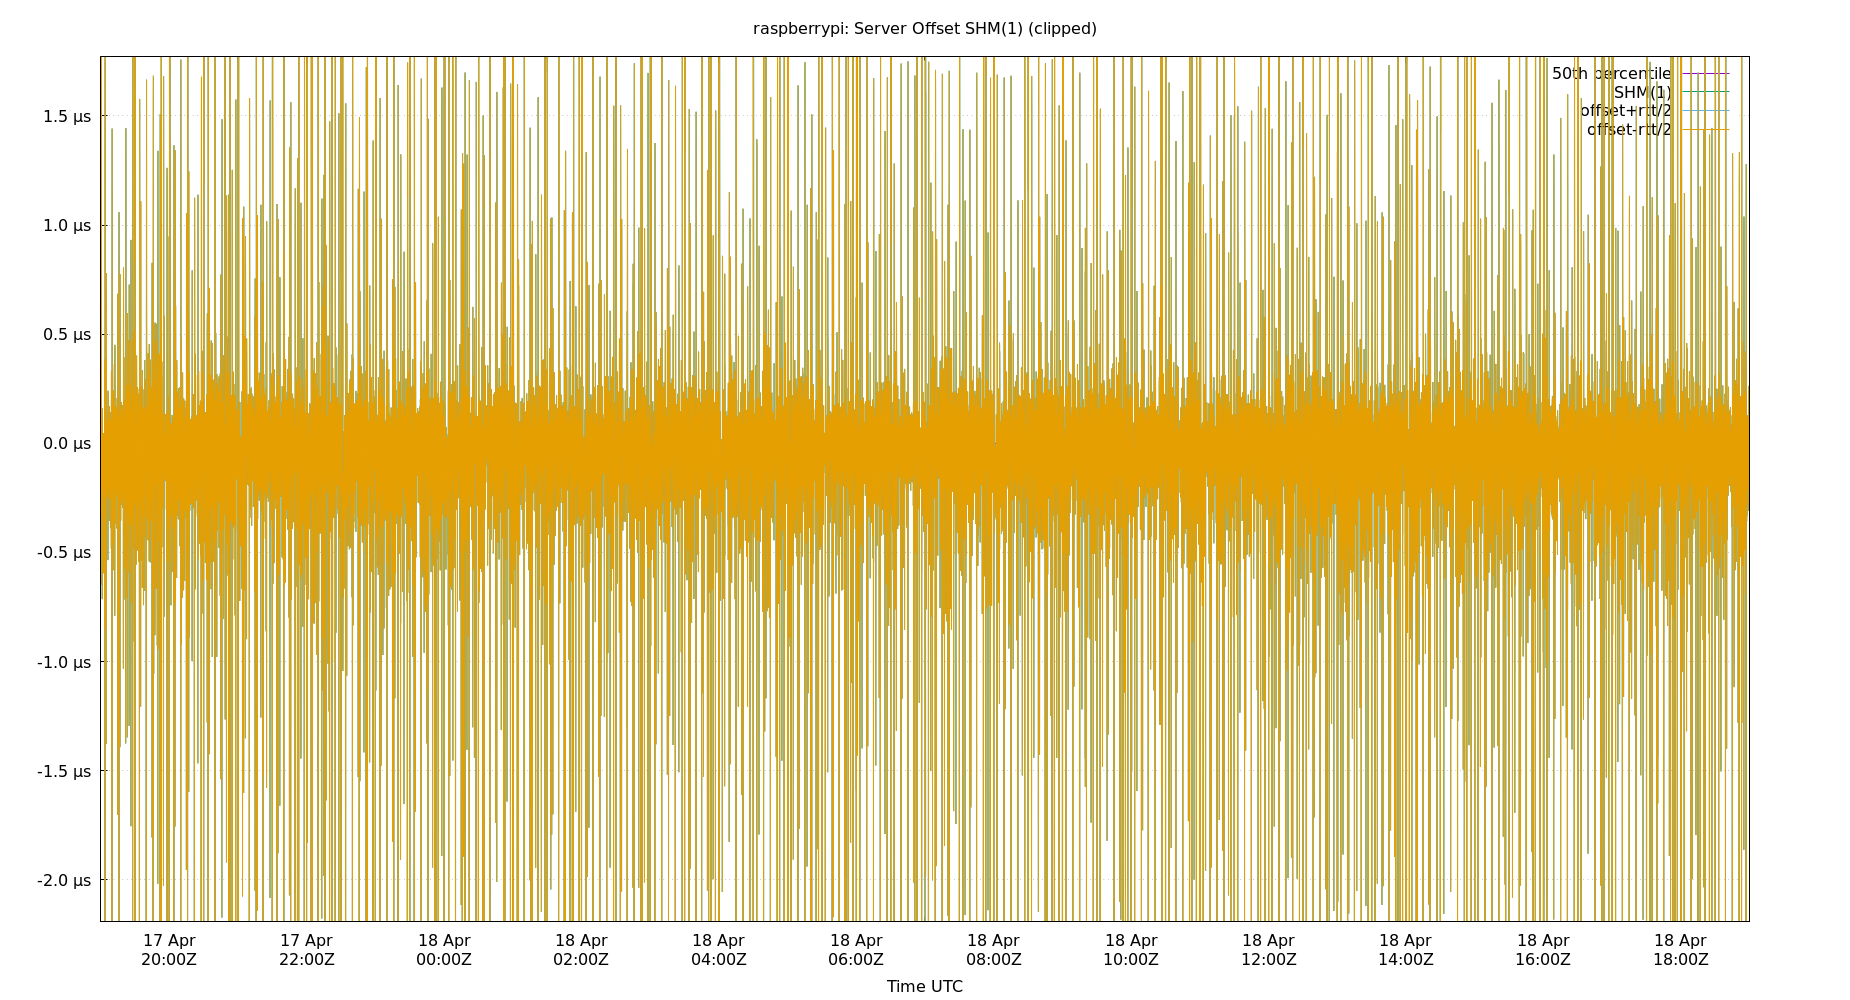 raspberrypi: Server Offset SHM(1) (clipped)
50th percentile
SHM(1)
offset+rtt/2
offset-rtt/2
1.5 µs
1.0 µs
0.5 µs
0.0 µs
-0.5 µs
-1.0 µs
-1.5 µs
-2.0 µs
17 Apr 17 Apr 18 Apr 18 Apr 18 Apr 18 Apr 18 Apr 18 Apr 18 Apr 18 Apr 18 Apr 18 Apr
20:00Z 22:00Z 00:00Z 02:00Z 04:00Z 06:00Z 08:00Z 10:00Z 12:00Z 14:00Z 16:00Z 18:00Z
Time UTC